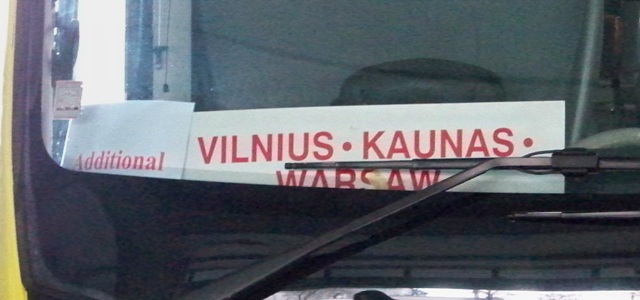 Additional
VILNIUS • KAUNAS •
WARSAW